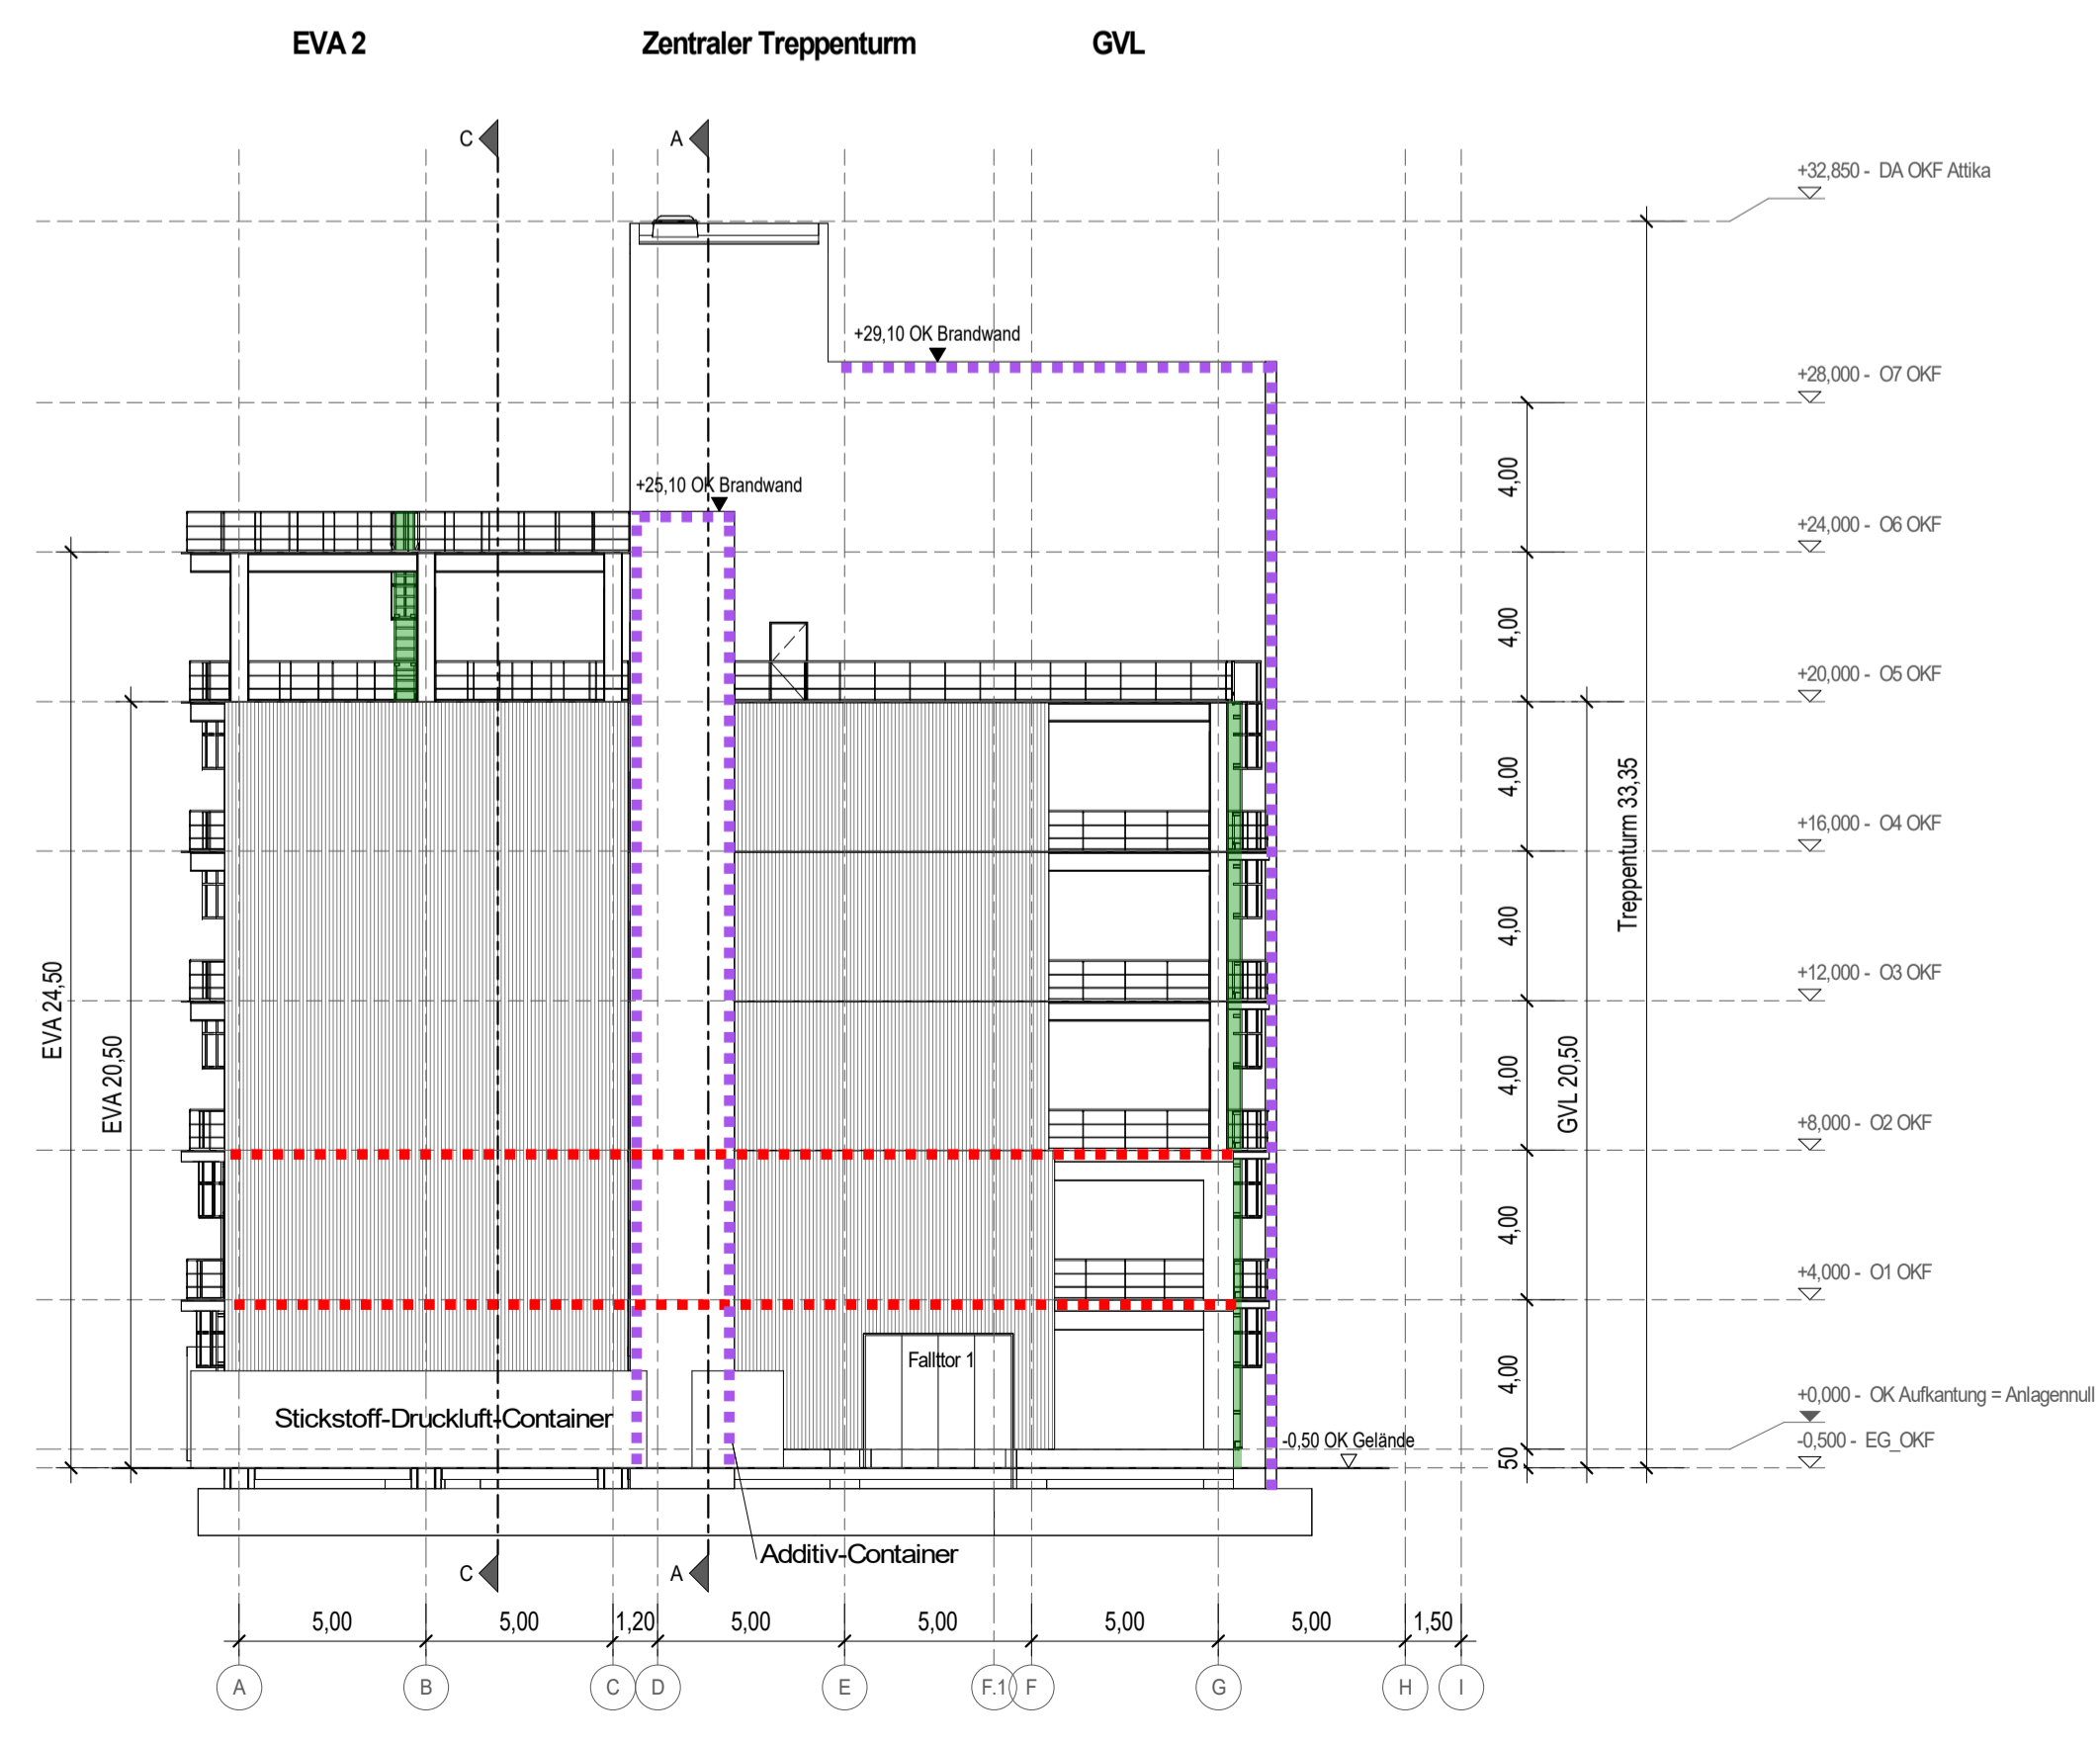 EVA 2
Zentraler Treppenturm
GVL
C
A
+32,850 - DA OKF Attika
+29,10 OK Brandwand
+28,000 - O7 OKF
4,00
+25,10 OK Brandwand
+24,000 - O6 OKF
4,00
+20,000 - O5 OKF
4,00
Treppenturm 33,35
+16,000 - O4 OKF
4,00
EVA 24,50
+12,000 - O3 OKF
EVA 20,50
4,00
GVL 20,50
+8,000 - O2 OKF
4,00
+4,000 - O1 OKF
Falltor 1
4,00
+0,000 - OK Aufkantung = Anlagennull
Stickstoff-Druckluft-Container
-0,50 OK Gelände
50
-0,500 - EG_OKF
Additiv-Container
C
A
5,00
5,00
1,20
5,00
5,00
5,00
5,00
1,50
A
B
C
D
E
F.1
F
G
H
I